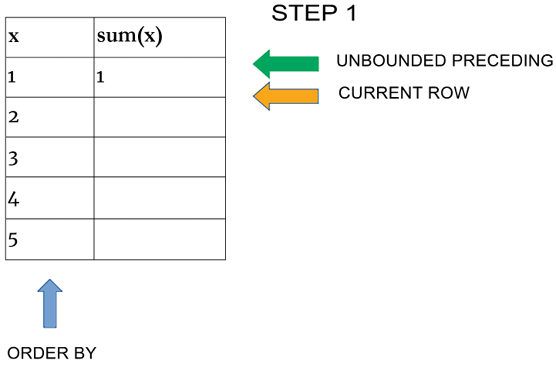 STEP 1
x sum(x)
UNBOUNDED PRECEDING
1 1
CURRENT ROW
2
3
4
5
ORDER BY